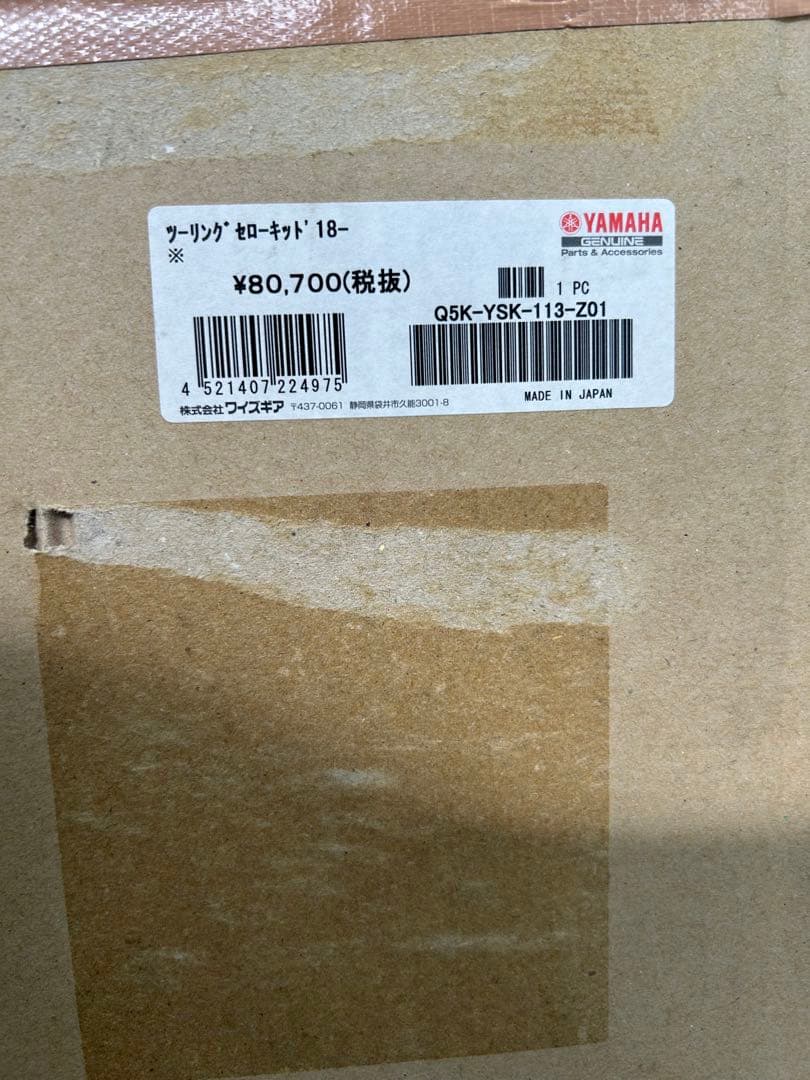 ﾂｰﾘﾝｸﾞｾﾛｰｷｯﾄ'18-
※
YAMAHA
GENUINE
Parts & Accessories
¥80,700(税抜)
1 PC
Q5K-YSK-113-Z01
4 521407 224975
MADE IN JAPAN
株式会社ワイズギア 〒437-0061 静岡県袋井市久能3001-8